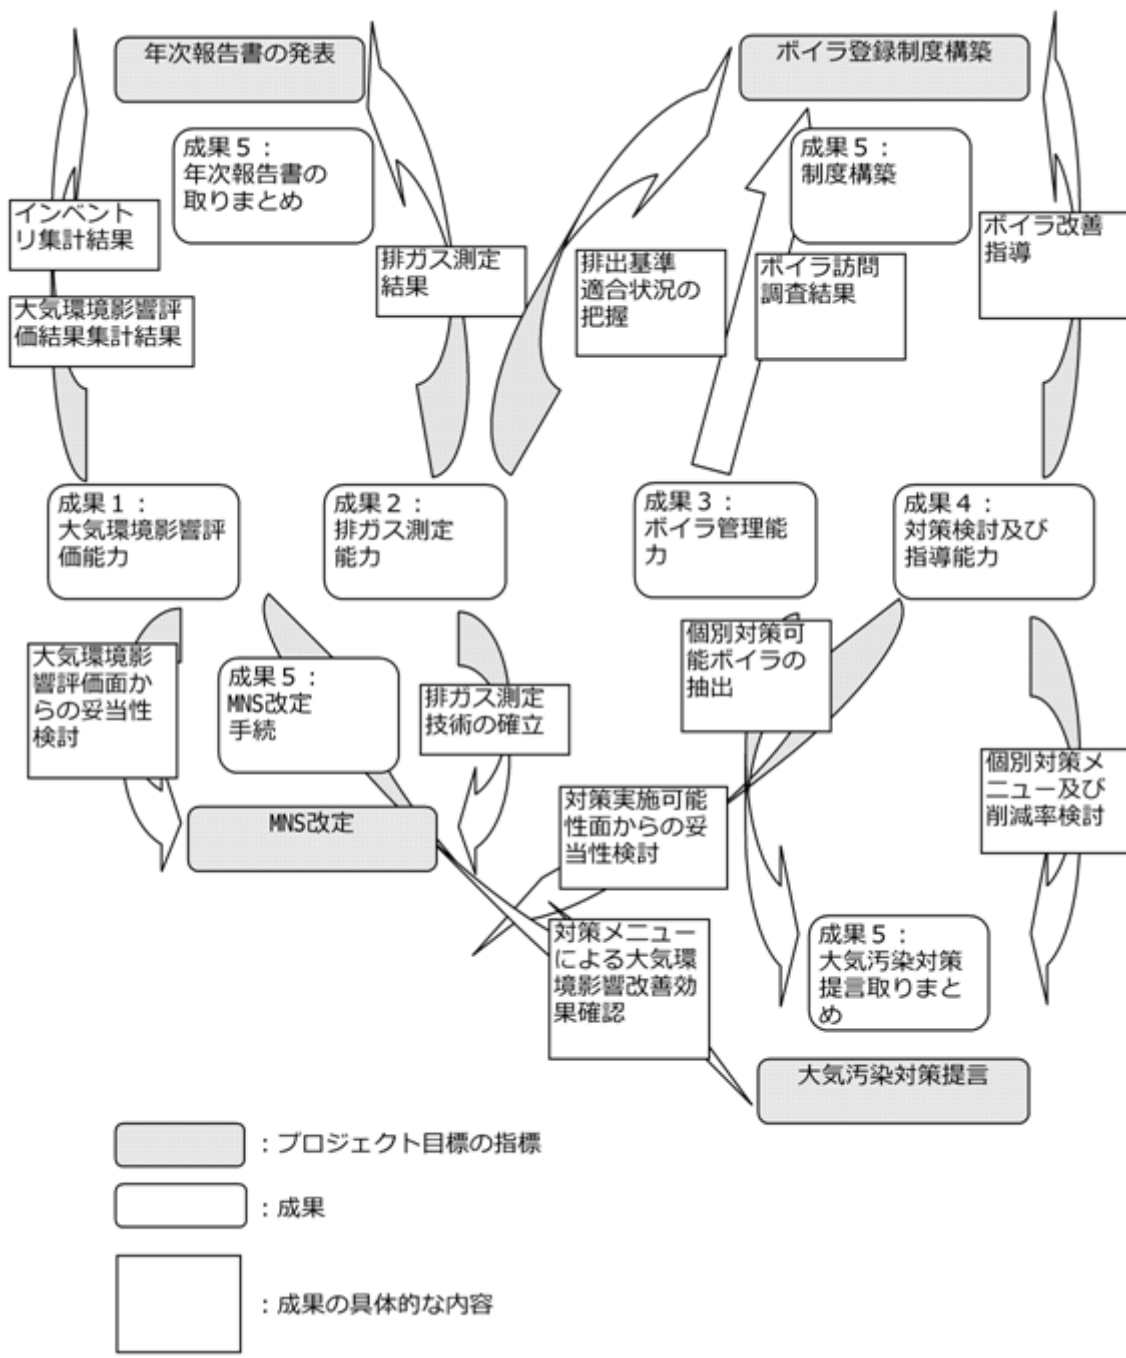 年次報告書の発表
ボイラ登録制度構築
成果５：
年次報告書の
取りまとめ
成果５：
制度構築
インベント
リ集計結果
大気環境影響評
価結果集計結果
排ガス測定
結果
排出基準
適合状況の
把握
ボイラ訪問
調査結果
ボイラ改善
指導
成果１：
大気環境影響評
価能力
成果２：
排ガス測定
能力
成果３：
ボイラ管理能
力
成果４：
対策検討及び
指導能力
大気環境影
響評価面か
らの妥当性
検討
成果５：
MNS改定
手続
排ガス測定
技術の確立
個別対策可
能ボイラの
抽出
個別対策メ
ニュー及び
削減率検討
MNS改定
対策実施可能
性面からの妥
当性検討
対策メニュー
による大気環
境影響改善効
果確認
成果５：
大気汚染対策
提言取りまと
め
大気汚染対策提言
：プロジェクト目標の指標
：成果
：成果の具体的な内容